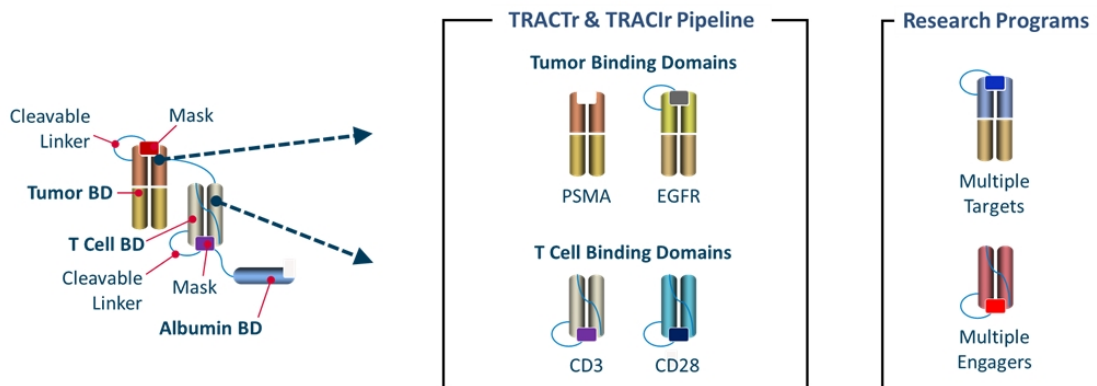 Cleavable
Linker
Mask
Tumor BD
T Cell BD
Cleavable
Linker
Mask
Albumin BD
TRACTr & TRACIr Pipeline
Tumor Binding Domains
PSMA
EGFR
T Cell Binding Domains
CD3
CD28
Research Programs
Multiple
Targets
Multiple
Engagers